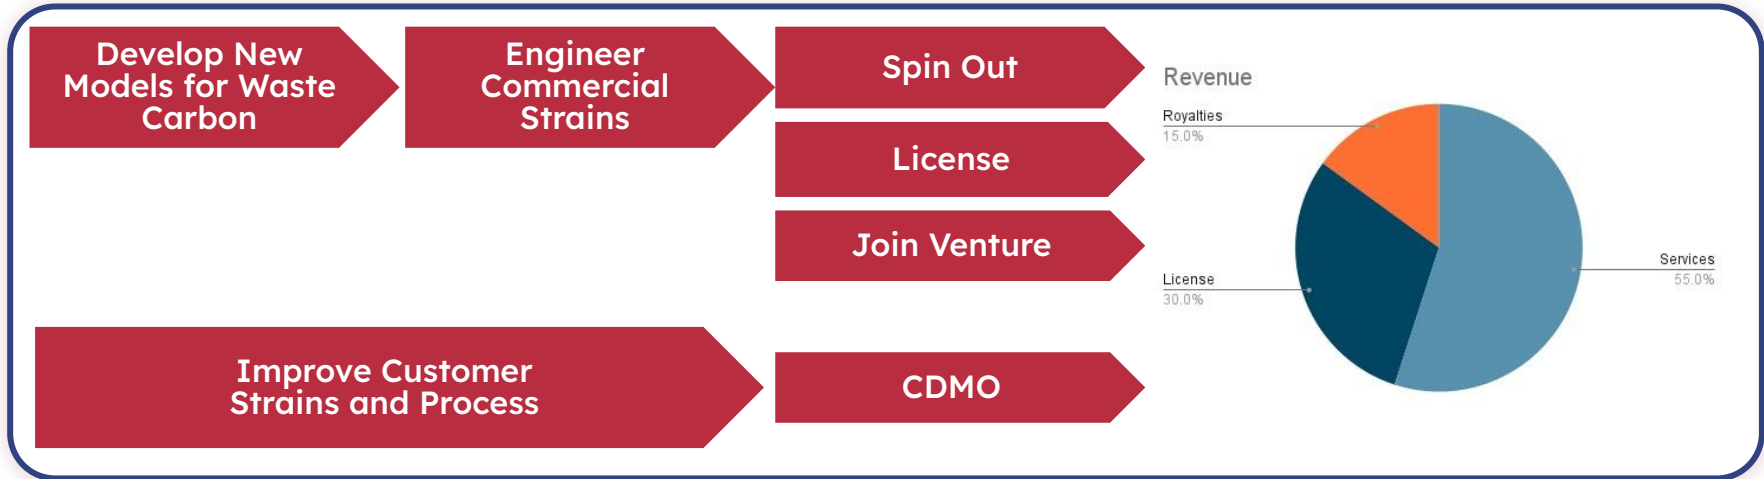 Develop New
Models for Waste
Carbon
Engineer
Commercial
Strains
Spin Out
License
Join Venture
Improve Customer
Strains and Process
CDMO
Revenue
Royalties
15.0%
License
30.0%
Services
55.0%